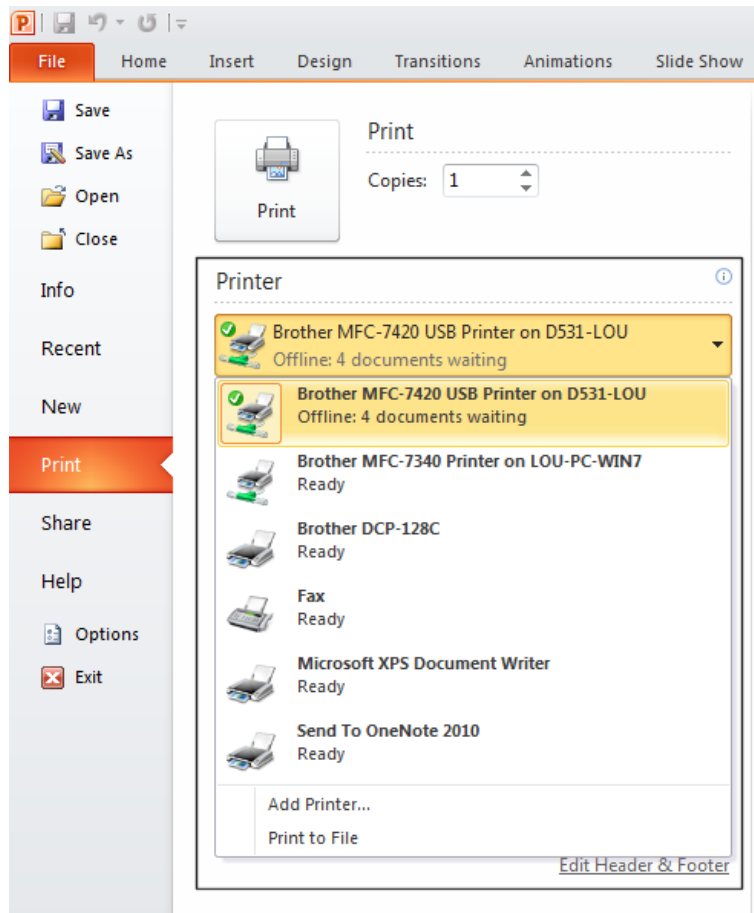 P
File Home Insert Design Transitions Animations Slide Show
Save
Save As
Open
Close
Info
Recent
New
Print
Share
Help
Options
Exit
Print
Print
Copies: 1
Printer
Brother MFC-7420 USB Printer on D531-LOU
Offline: 4 documents waiting
Brother MFC-7420 USB Printer on D531-LOU
Offline: 4 documents waiting
Brother MFC-7340 Printer on LOU-PC-WIN7
Ready
Brother DCP-128C
Ready
Fax
Ready
Microsoft XPS Document Writer
Ready
Send To OneNote 2010
Ready
Add Printer...
Print to File
Edit Header & Footer